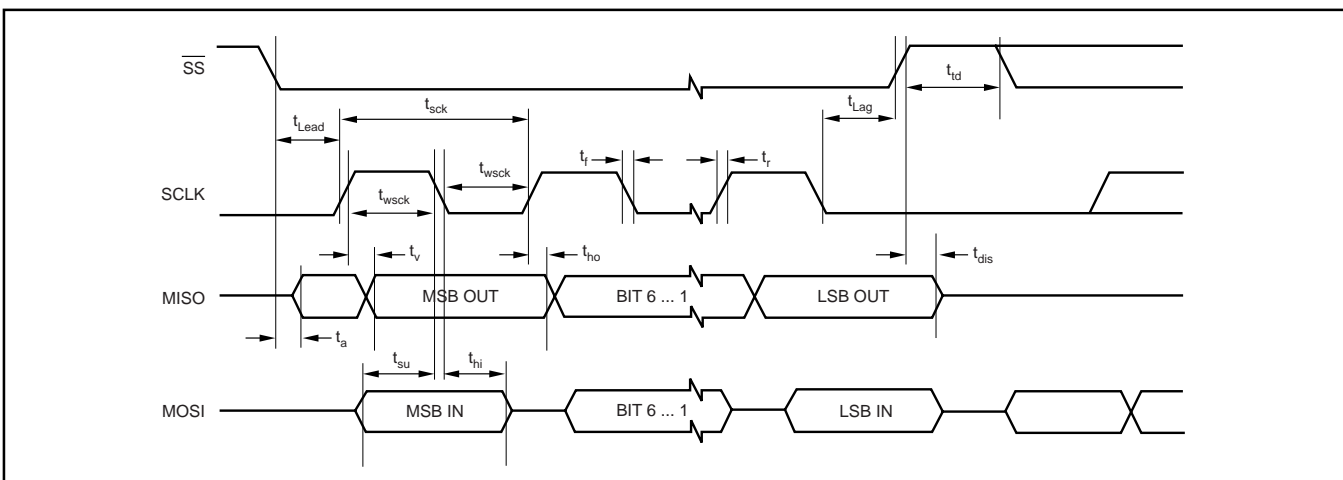 SS
t_td
t_sck
t_Lag
t_Lead
t_f
t_r
t_wsck
SCLK
t_wsck
t_v
t_ho
t_dis
MISO
MSB OUT
BIT 6 ... 1
LSB OUT
t_a
t_su
t_hi
MOSI
MSB IN
BIT 6 ... 1
LSB IN